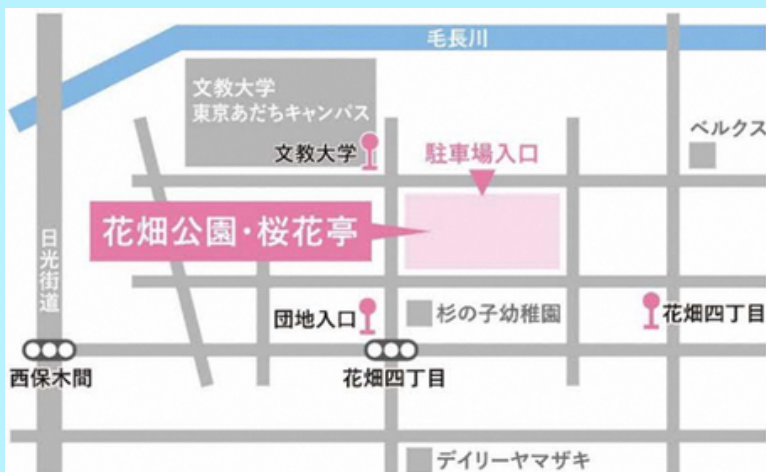 毛長川
文教大学
東京あだちキャンパス
ベルクス
文教大学
駐車場入口
花畑公園・桜花亭
日光街道
団地入口
杉の子幼稚園
花畑四丁目
西保木間
花畑四丁目
デイリーヤマザキ